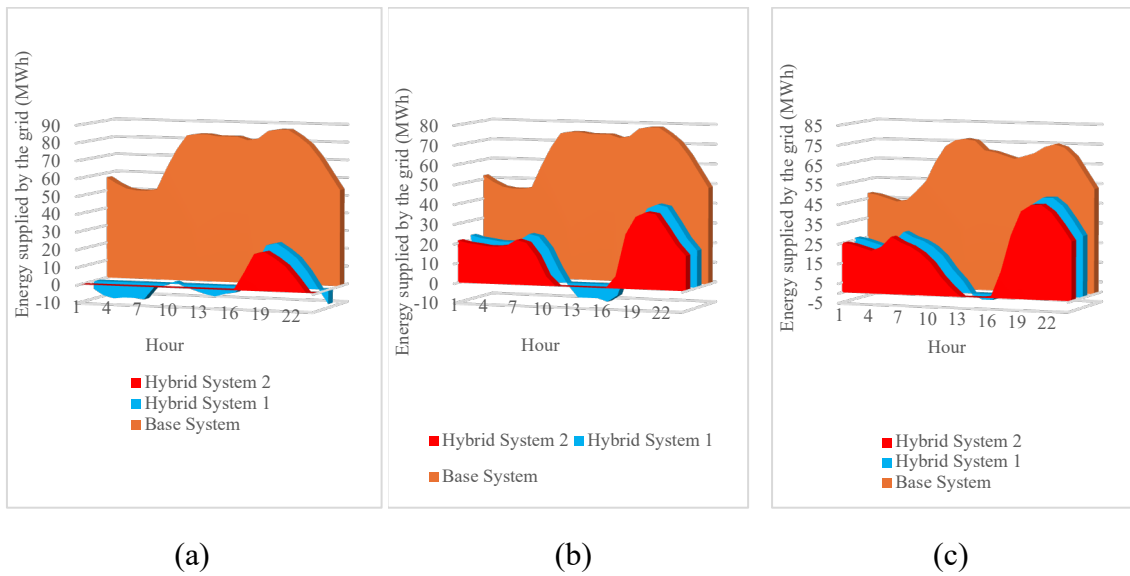 Energy supplied by the grid (MWh)
90
80
70
60
50
40
30
20
10
0
-10
1 4 7 10 13 16 19 22
Hour
Hybrid System 2
Hybrid System 1
Base System
(a)
Energy supplied by the grid (MWh)
80
70
60
50
40
30
20
10
0
-10
1 4 7 10 13 16 19 22
Hour
Hybrid System 2 Hybrid System 1
Base System
(b)
Energy supplied by the grid (MWh)
85
75
65
55
45
35
25
15
5
-5
1 4 7 10 13 16 19 22
Hour
Hybrid System 2
Hybrid System 1
Base System
(c)